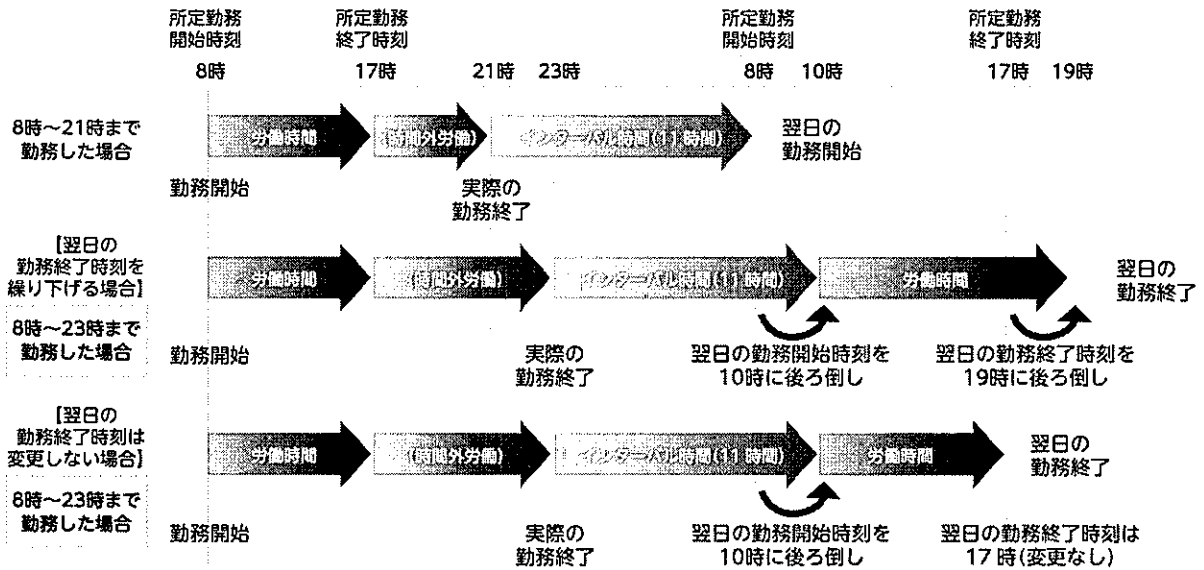 所定勤務
開始時刻
所定勤務
終了時刻
所定勤務
開始時刻
所定勤務
終了時刻
8時 17時 21時 23時 8時 10時 17時 19時
8時～21時まで
勤務した場合
労働時間 (時間外労働) インターバル時間(11時間)
翌日の
勤務開始
勤務開始
実際の
勤務終了
【翌日の
勤務終了時刻を
繰り下げる場合】
8時～23時まで
勤務した場合
労働時間 (時間外労働) インターバル時間(11時間) 労働時間
翌日の
勤務終了
勤務開始
実際の
勤務終了
翌日の勤務開始時刻を
10時に後ろ倒し
翌日の勤務終了時刻を
19時に後ろ倒し
【翌日の
勤務終了時刻は
変更しない場合】
8時～23時まで
勤務した場合
労働時間 (時間外労働) インターバル時間(11時間) 労働時間
翌日の
勤務終了
勤務開始
実際の
勤務終了
翌日の勤務開始時刻を
10時に後ろ倒し
翌日の勤務終了時刻は
17時(変更なし)